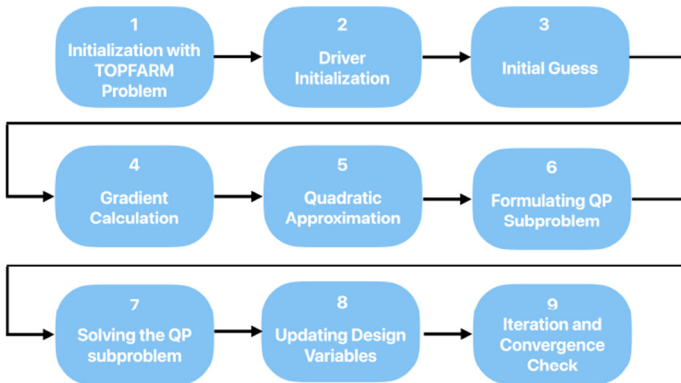 1
Initialization with
TOPFARM
Problem
2
Driver
Initialization
3
Initial Guess
4
Gradient
Calculation
5
Quadratic
Approximation
6
Formulating QP
Subproblem
7
Solving the QP
subproblem
8
Updating Design
Variables
9
Iteration and
Convergence
Check